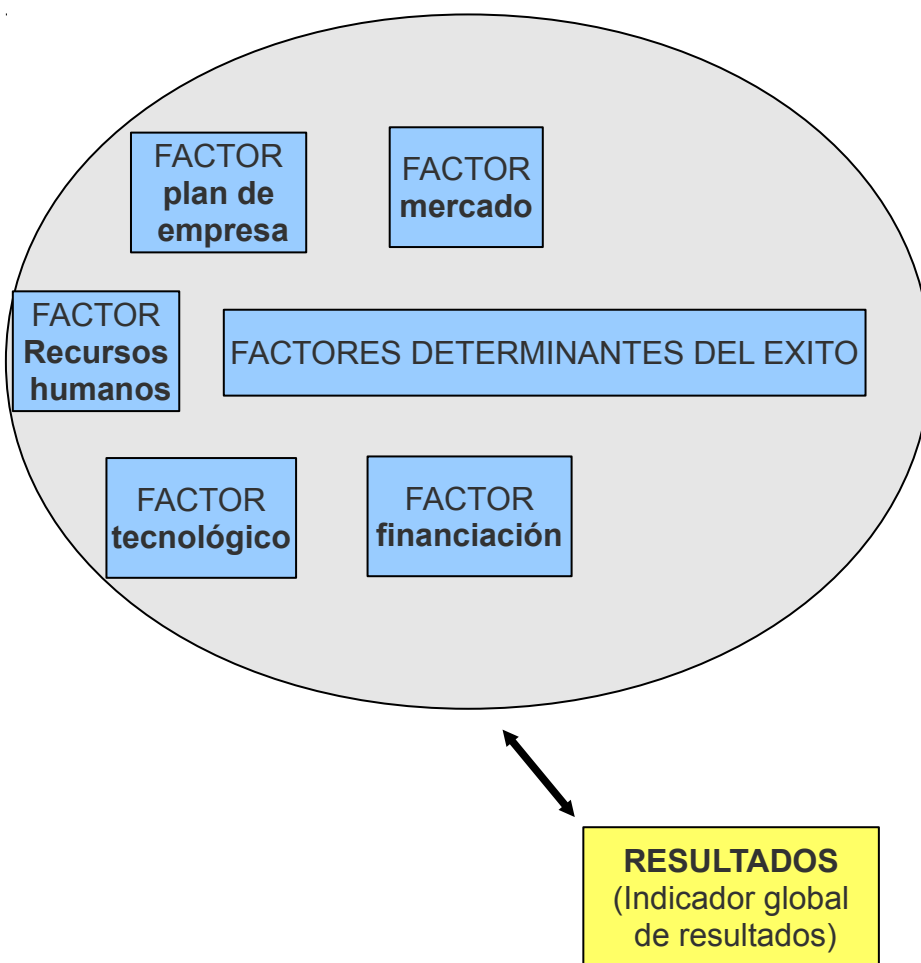 FACTOR
plan de
empresa
FACTOR
mercado
FACTOR
Recursos
humanos
FACTORES DETERMINANTES DEL EXITO
FACTOR
tecnológico
FACTOR
financiación
RESULTADOS
(Indicador global
de resultados)